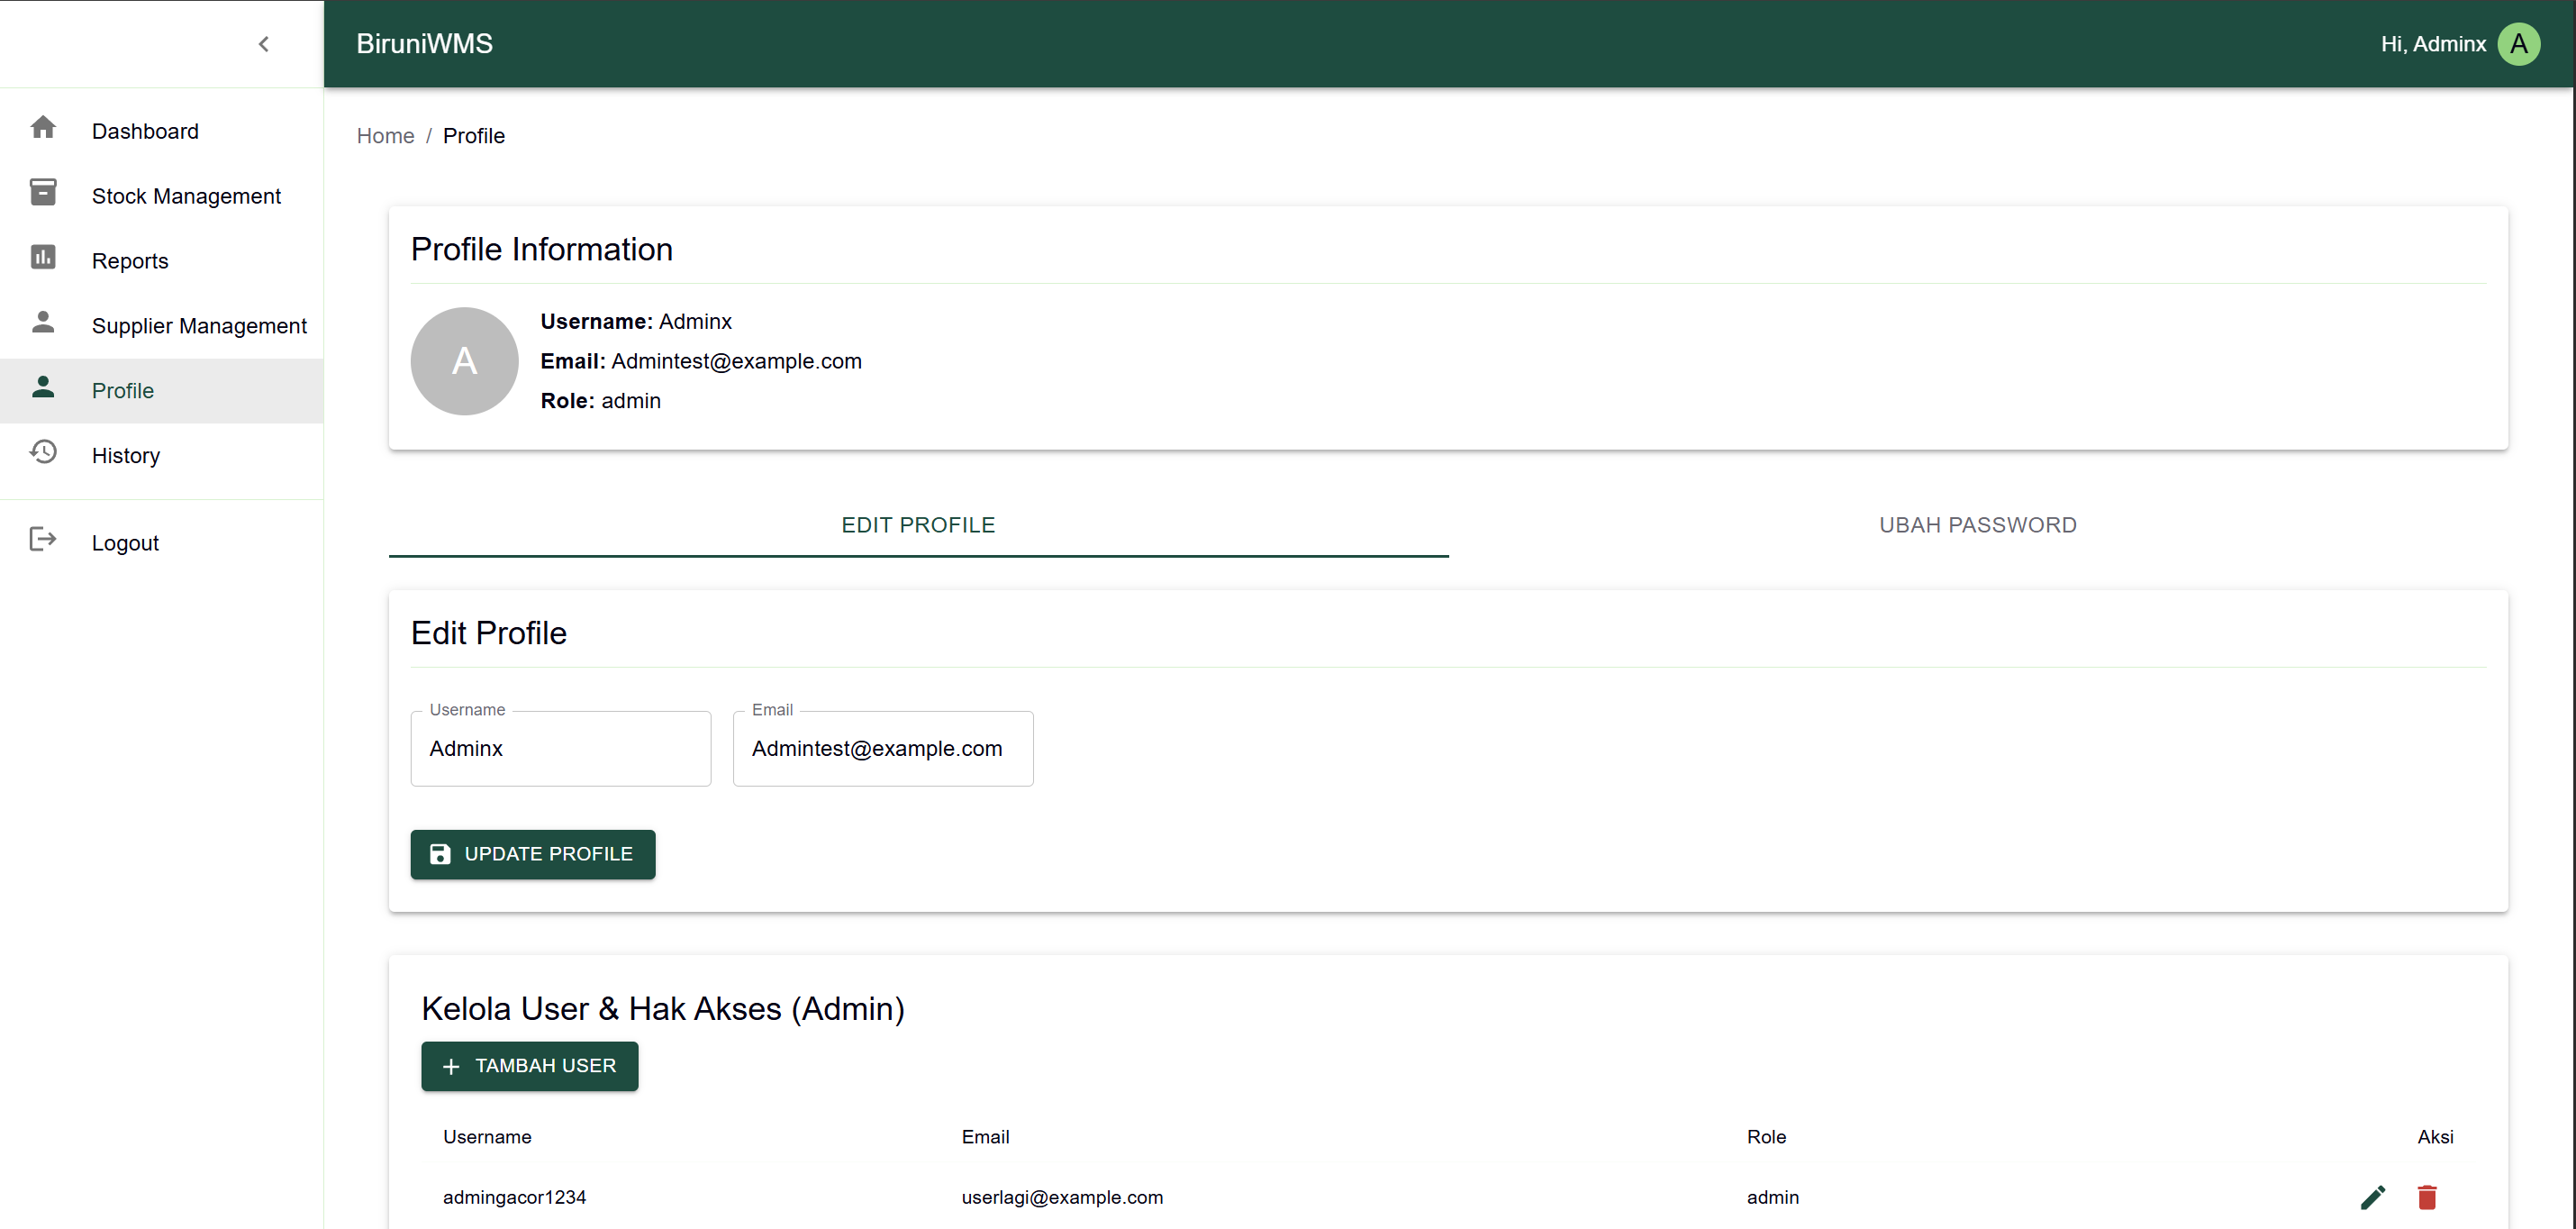 BiruniWMS
Hi, Adminx
A
Dashboard
Stock Management
Reports
Supplier Management
Profile
History
Logout
Home / Profile
Profile Information
A
Username: Adminx
Email: Admintest@example.com
Role: admin
EDIT PROFILE
UBAH PASSWORD
Edit Profile
Username
Adminx
Email
Admintest@example.com
UPDATE PROFILE
Kelola User & Hak Akses (Admin)
+ TAMBAH USER
Username Email Role Aksi
admingacor1234 userlagi@example.com admin